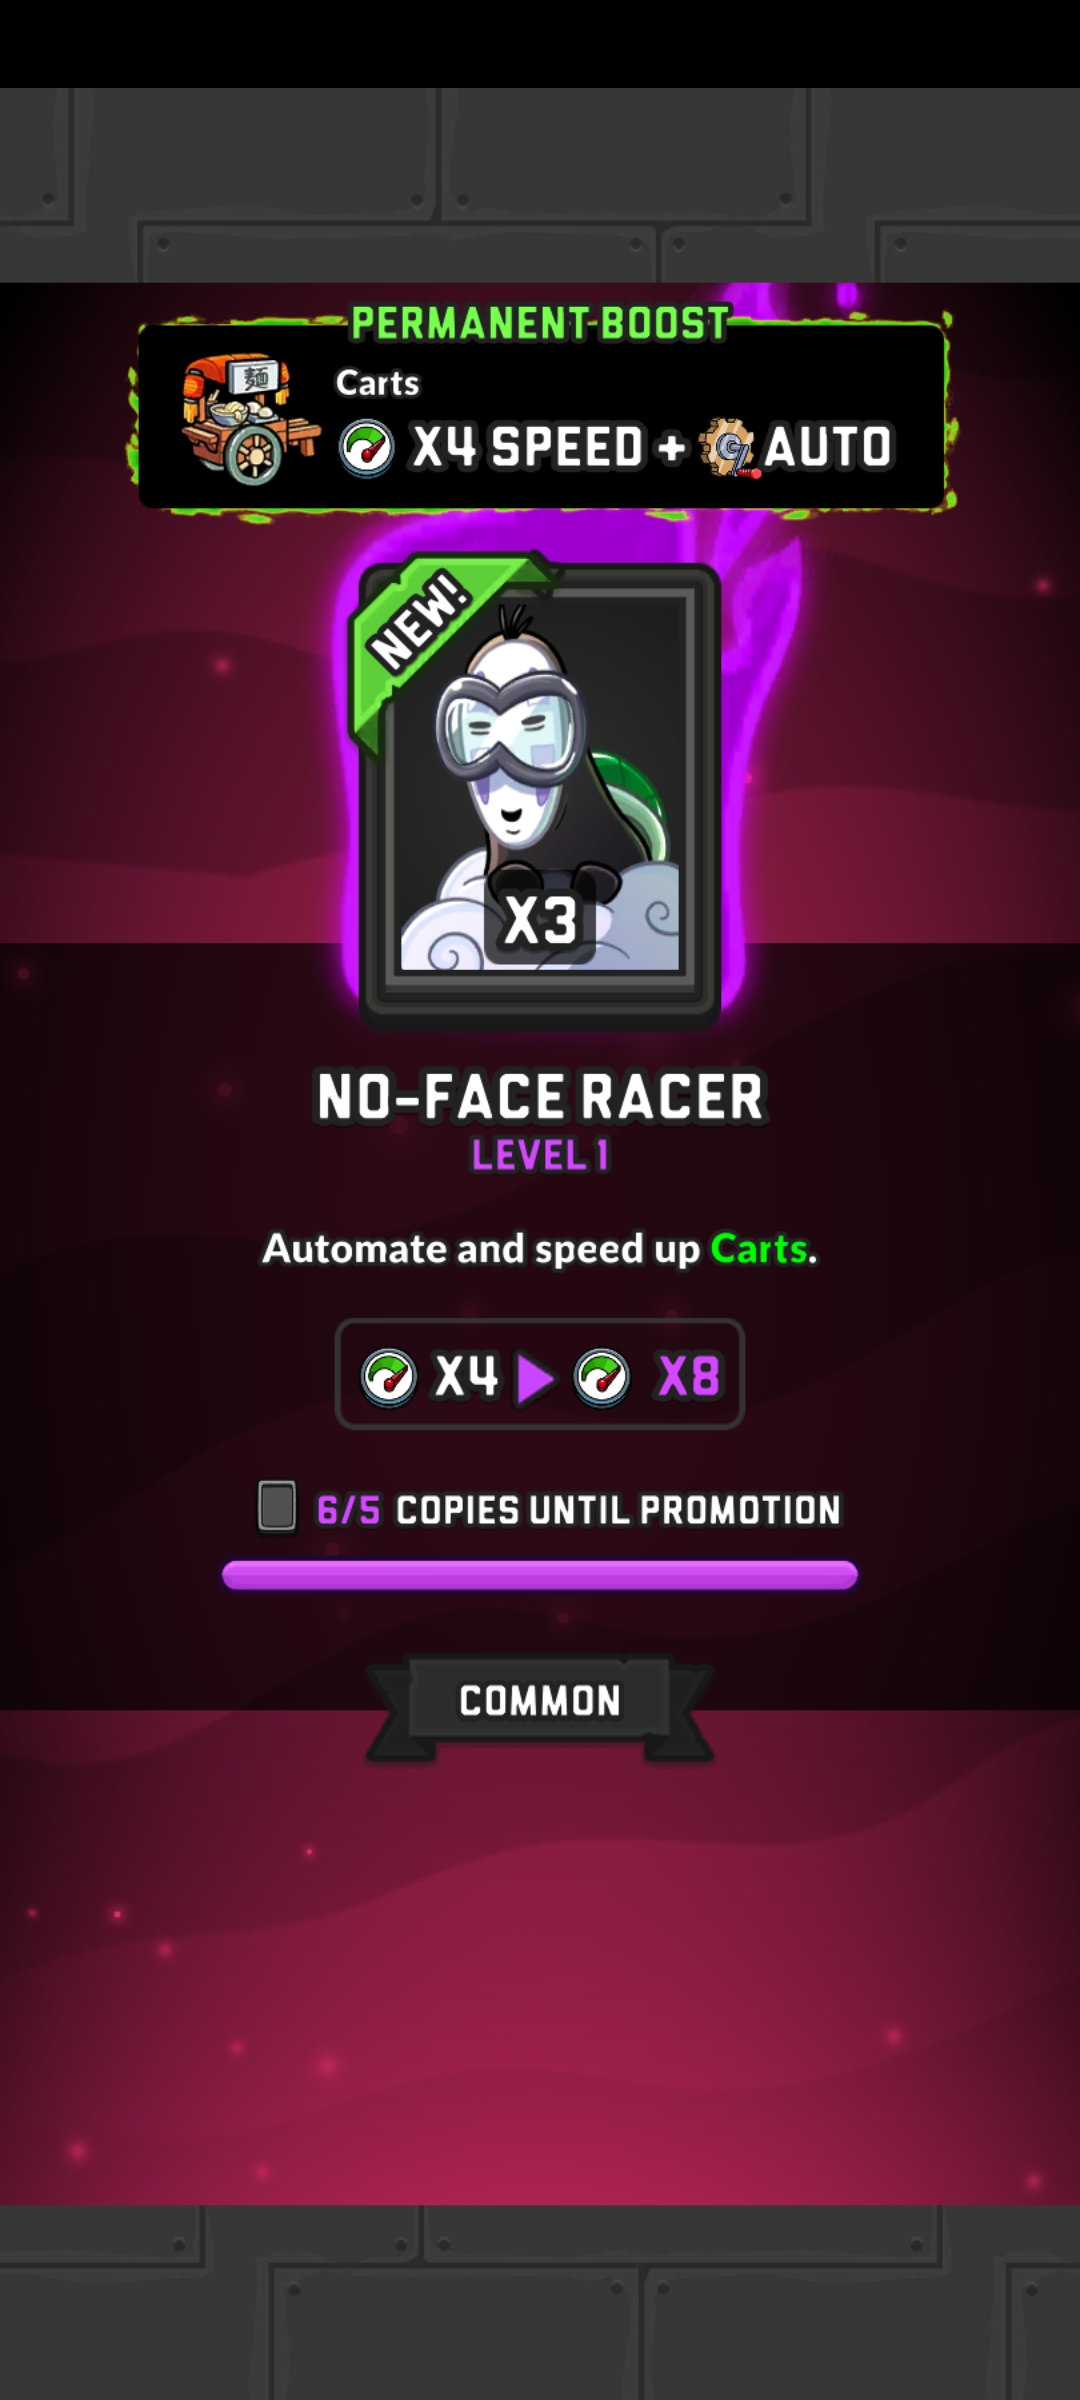 PERMANENT BOOST
麵
Carts
X4 SPEED + AUTO
NEW!
X3
NO-FACE RACER
LEVEL 1
Automate and speed up Carts.
X4 X8
6/5 COPIES UNTIL PROMOTION
COMMON